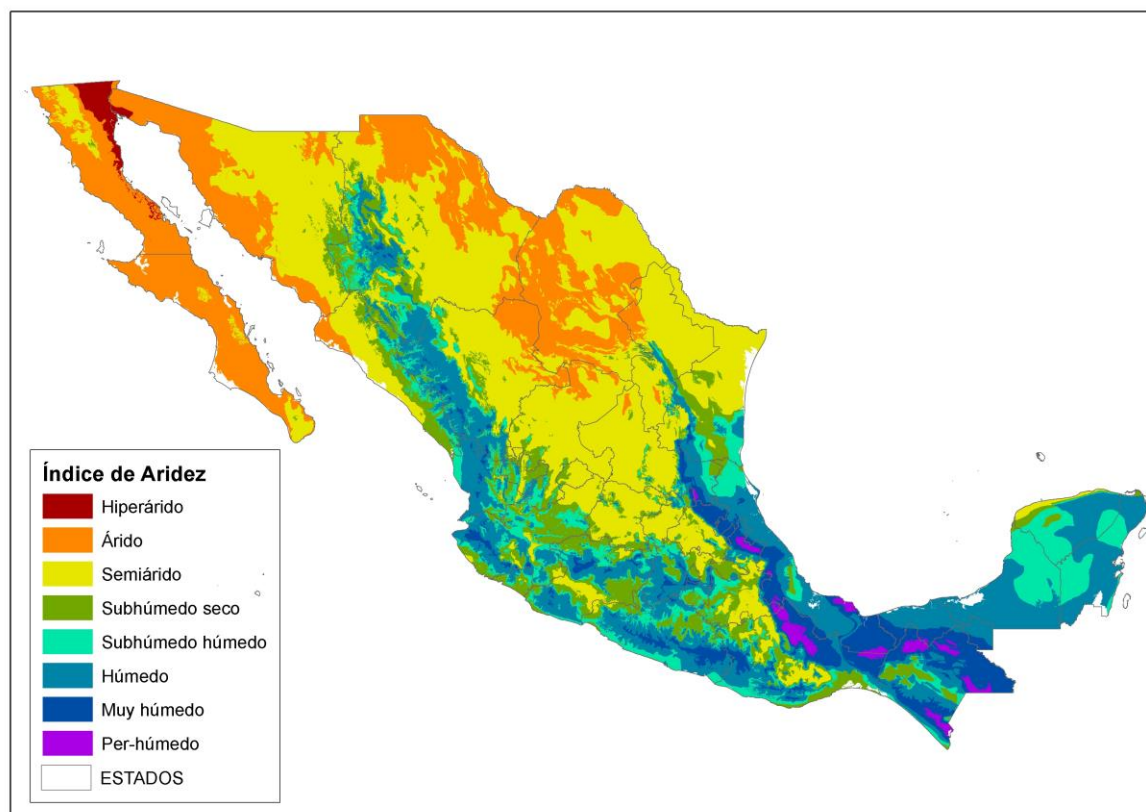 Índice de Aridez
Hiperárido
Árido
Semiárido
Subhúmedo seco
Subhúmedo húmedo
Húmedo
Muy húmedo
Per-húmedo
ESTADOS